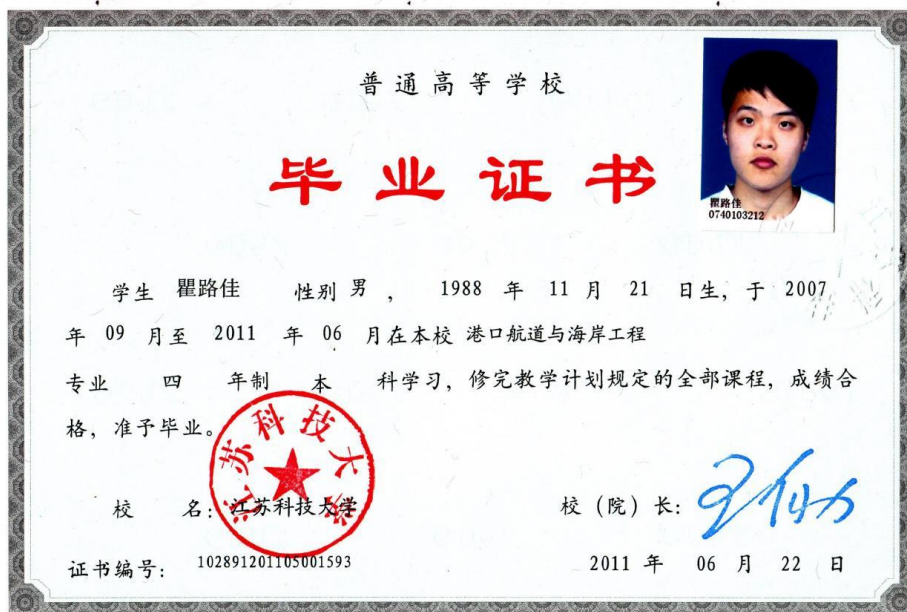 普通高等学校
毕业证书
瞿路佳
0740103212
学生 瞿路佳 性别 男 ， 1988 年 11 月 21 日生，于 2007
年 09 月至 2011 年 06 月在本校 港口航道与海岸工程
专业 四 年制 本 科学习，修完教学计划规定的全部课程，成绩合
格，准予毕业。
江苏科技大学
校 名：江苏科技大学
校（院）长：
证书编号： 102891201105001593
2011 年 06 月 22 日